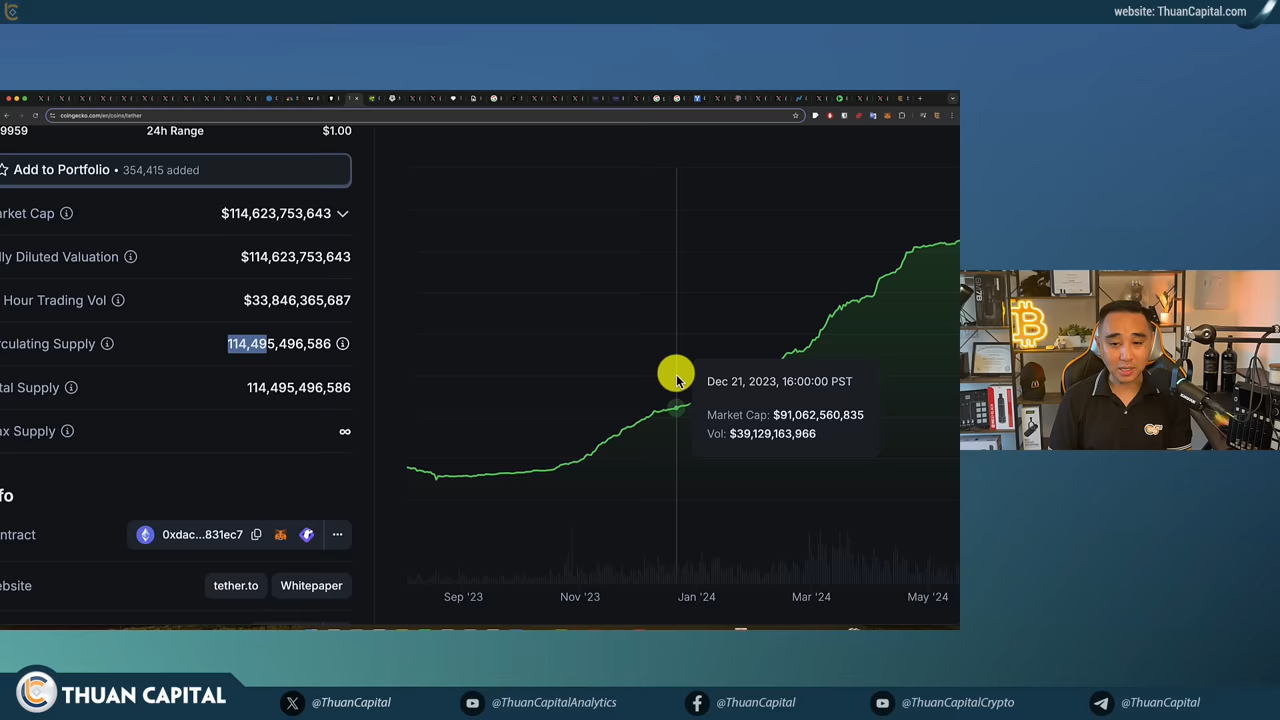 website: ThuanCapital.com
coingecko.com/en/coins/tether
9959
24h Range
$1.00
Add to Portfolio • 354,415 added
arket Cap
$114,623,753,643
lly Diluted Valuation
$114,623,753,643
Hour Trading Vol
$33,846,365,687
rculating Supply
114,495,496,586
tal Supply
114,495,496,586
ax Supply
∞
fo
ontract
0xdac...831ec7
ebsite
tether.to
Whitepaper
Dec 21, 2023, 16:00:00 PST
Market Cap: $91,062,560,835
Vol: $39,129,163,966
Sep '23
Nov '23
Jan '24
Mar '24
May '24
THUAN CAPITAL
@ThuanCapital
@ThuanCapitalAnalytics
@ThuanCapital
@ThuanCapitalCrypto
@ThuanCapital